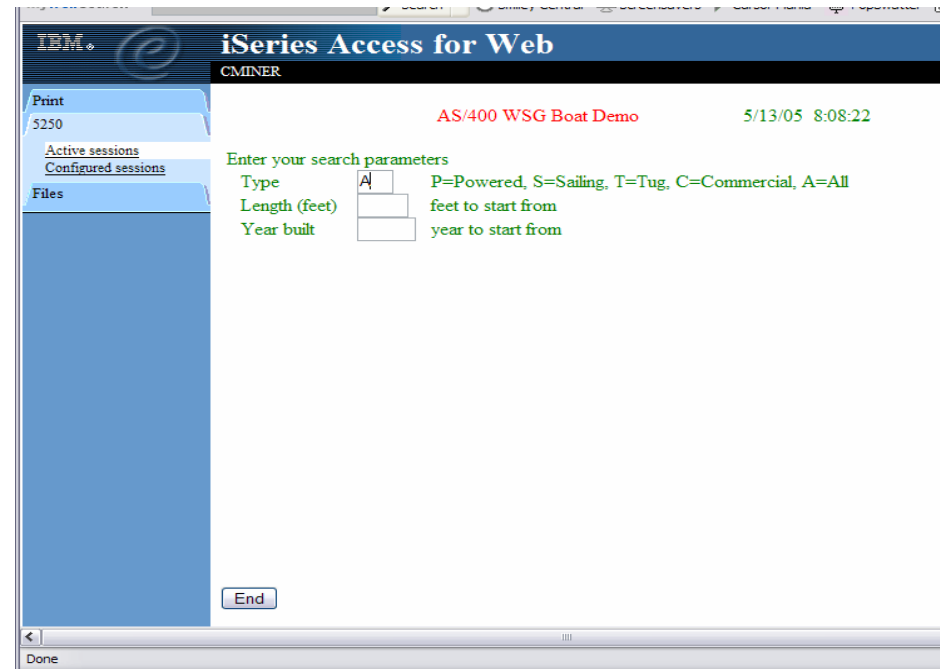 IBM
iSeries Access for Web
CMINER
Print
5250
Active sessions
Configured sessions
Files
AS/400 WSG Boat Demo 5/13/05 8:08:22
Enter your search parameters
Type A P=Powered, S=Sailing, T=Tug, C=Commercial, A=All
Length (feet) feet to start from
Year built year to start from
End
Done